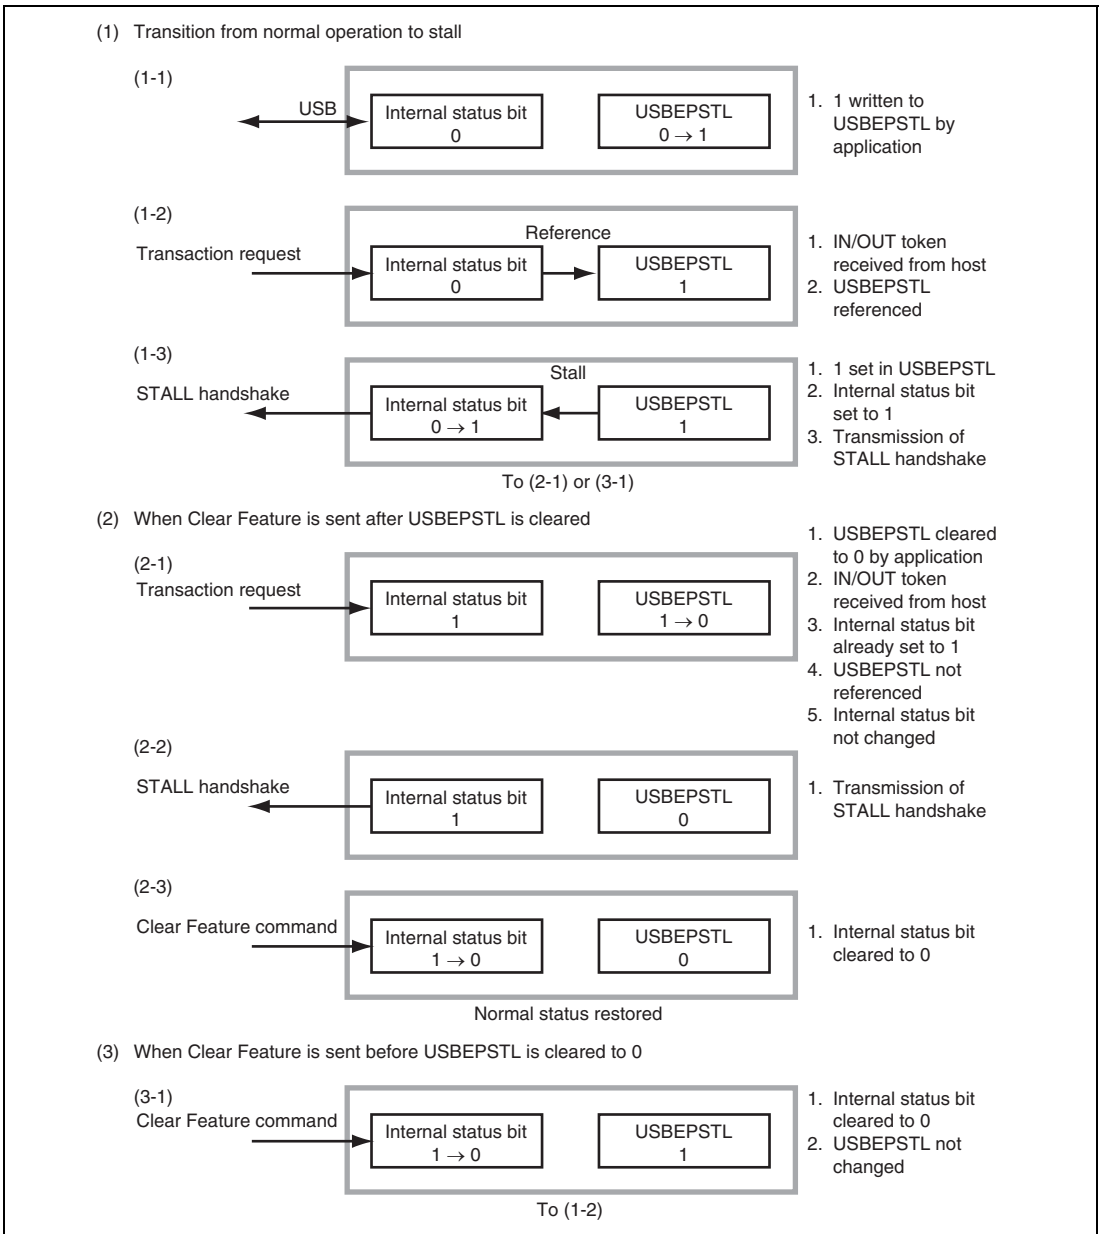 (1) Transition from normal operation to stall
(1-1)
USB
Internal status bit
0
USBEPSTL
0 → 1
1. 1 written to
USBEPSTL by
application
(1-2)
Transaction request
Reference
Internal status bit
0
USBEPSTL
1
1. IN/OUT token
received from host
2. USBEPSTL
referenced
(1-3)
STALL handshake
Stall
Internal status bit
0 → 1
USBEPSTL
1
1. 1 set in USBEPSTL
2. Internal status bit
set to 1
3. Transmission of
STALL handshake
To (2-1) or (3-1)
(2) When Clear Feature is sent after USBEPSTL is cleared
(2-1)
Transaction request
Internal status bit
1
USBEPSTL
1 → 0
1. USBEPSTL cleared
to 0 by application
2. IN/OUT token
received from host
3. Internal status bit
already set to 1
4. USBEPSTL not
referenced
5. Internal status bit
not changed
(2-2)
STALL handshake
Internal status bit
1
USBEPSTL
0
1. Transmission of
STALL handshake
(2-3)
Clear Feature command
Internal status bit
1 → 0
USBEPSTL
0
1. Internal status bit
cleared to 0
Normal status restored
(3) When Clear Feature is sent before USBEPSTL is cleared to 0
(3-1)
Clear Feature command
Internal status bit
1 → 0
USBEPSTL
1
1. Internal status bit
cleared to 0
2. USBEPSTL not
changed
To (1-2)